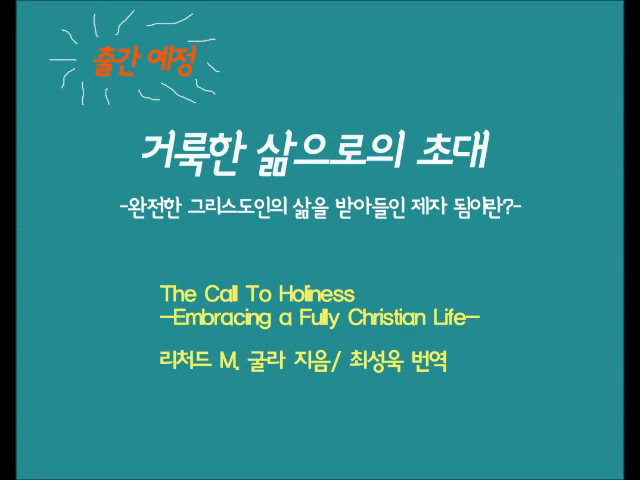 출간 예정
거룩한 삶으로의 초대
-완전한 그리스도인의 삶을 받아들인 제자 됨이란?-
The Call To Holiness
-Embracing a Fully Christian Life-
리처드 M. 굴라 지음/ 최성욱 번역